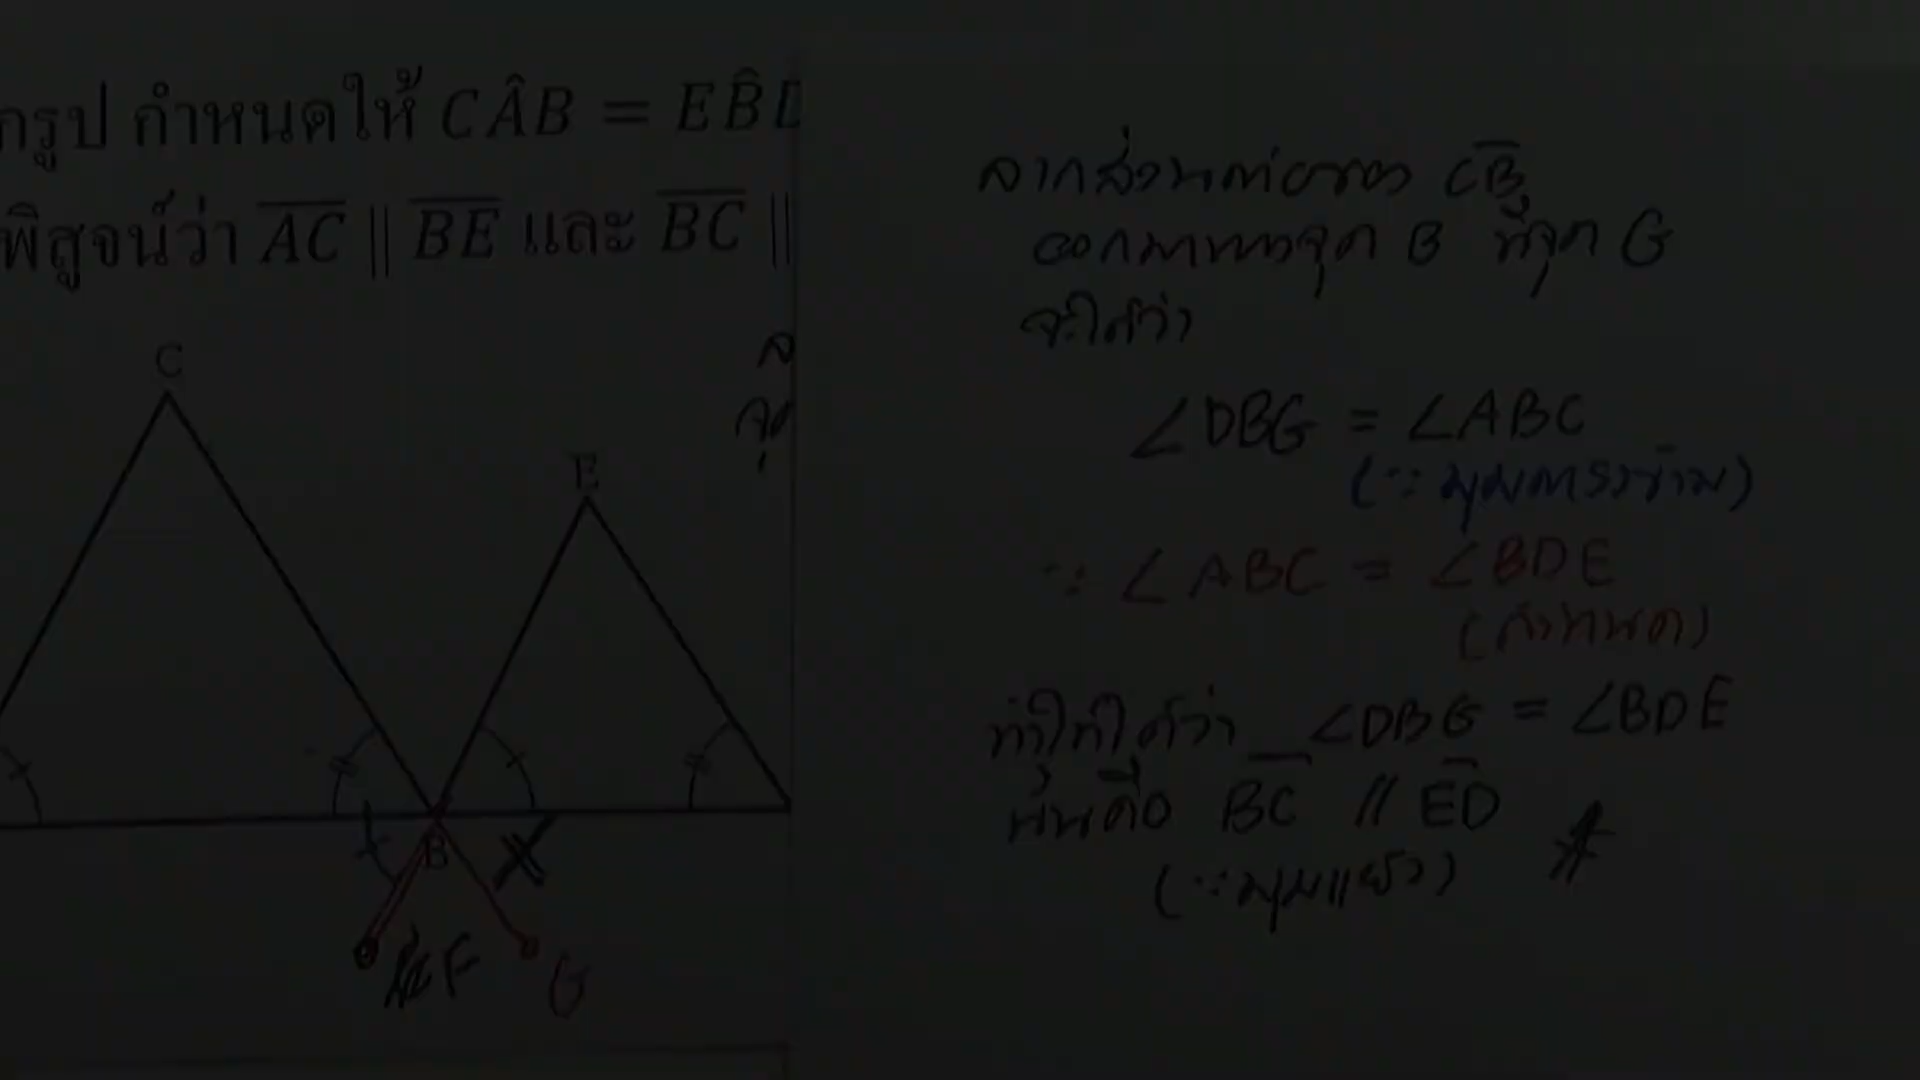 กรูป กำหนดให้ CÂB = EB̂D
พิสูจน์ว่า AC || BE และ BC ||
C
E
B
F
G
ลากส่วนต่อของ CB
ออกมาทางจุด B ที่จุด G
จะได้ว่า
∠DBG = ∠ABC
(∵ มุมตรงข้าม)
∵ ∠ABC = ∠BDE
(กำหนด)
ทำให้ได้ว่า ∠DBG = ∠BDE
นั่นคือ BC // ED
(∵ มุมแย้ง)